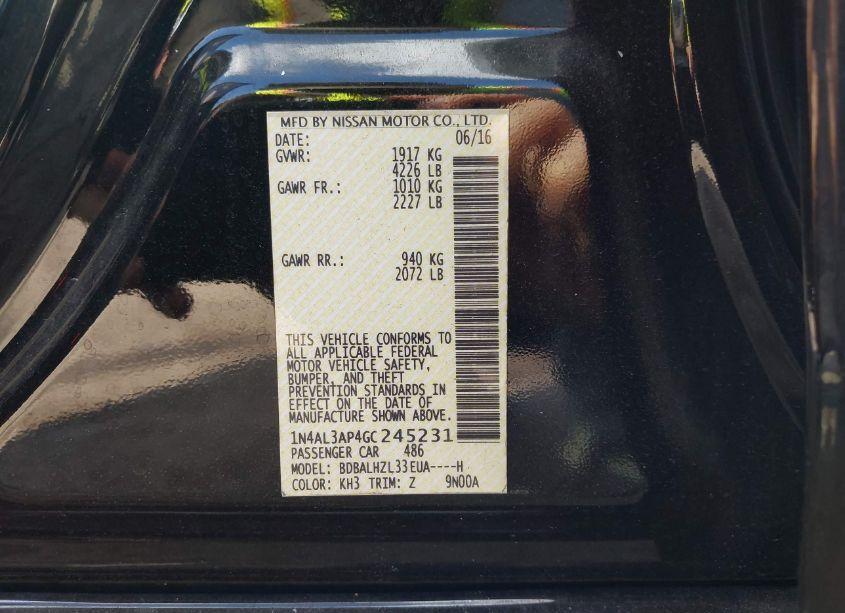 MFD BY NISSAN MOTOR CO., LTD.
DATE: 06/16
GVWR: 1917 KG
4226 LB
GAWR FR.: 1010 KG
2227 LB
GAWR RR.: 940 KG
2072 LB
THIS VEHICLE CONFORMS TO
ALL APPLICABLE FEDERAL
MOTOR VEHICLE SAFETY,
BUMPER, AND THEFT
PREVENTION STANDARDS IN
EFFECT ON THE DATE OF
MANUFACTURE SHOWN ABOVE.
1N4AL3AP4GC245231
PASSENGER CAR 486
MODEL: BDBALHZL33EUA----H
COLOR: KH3 TRIM: Z 9N00A